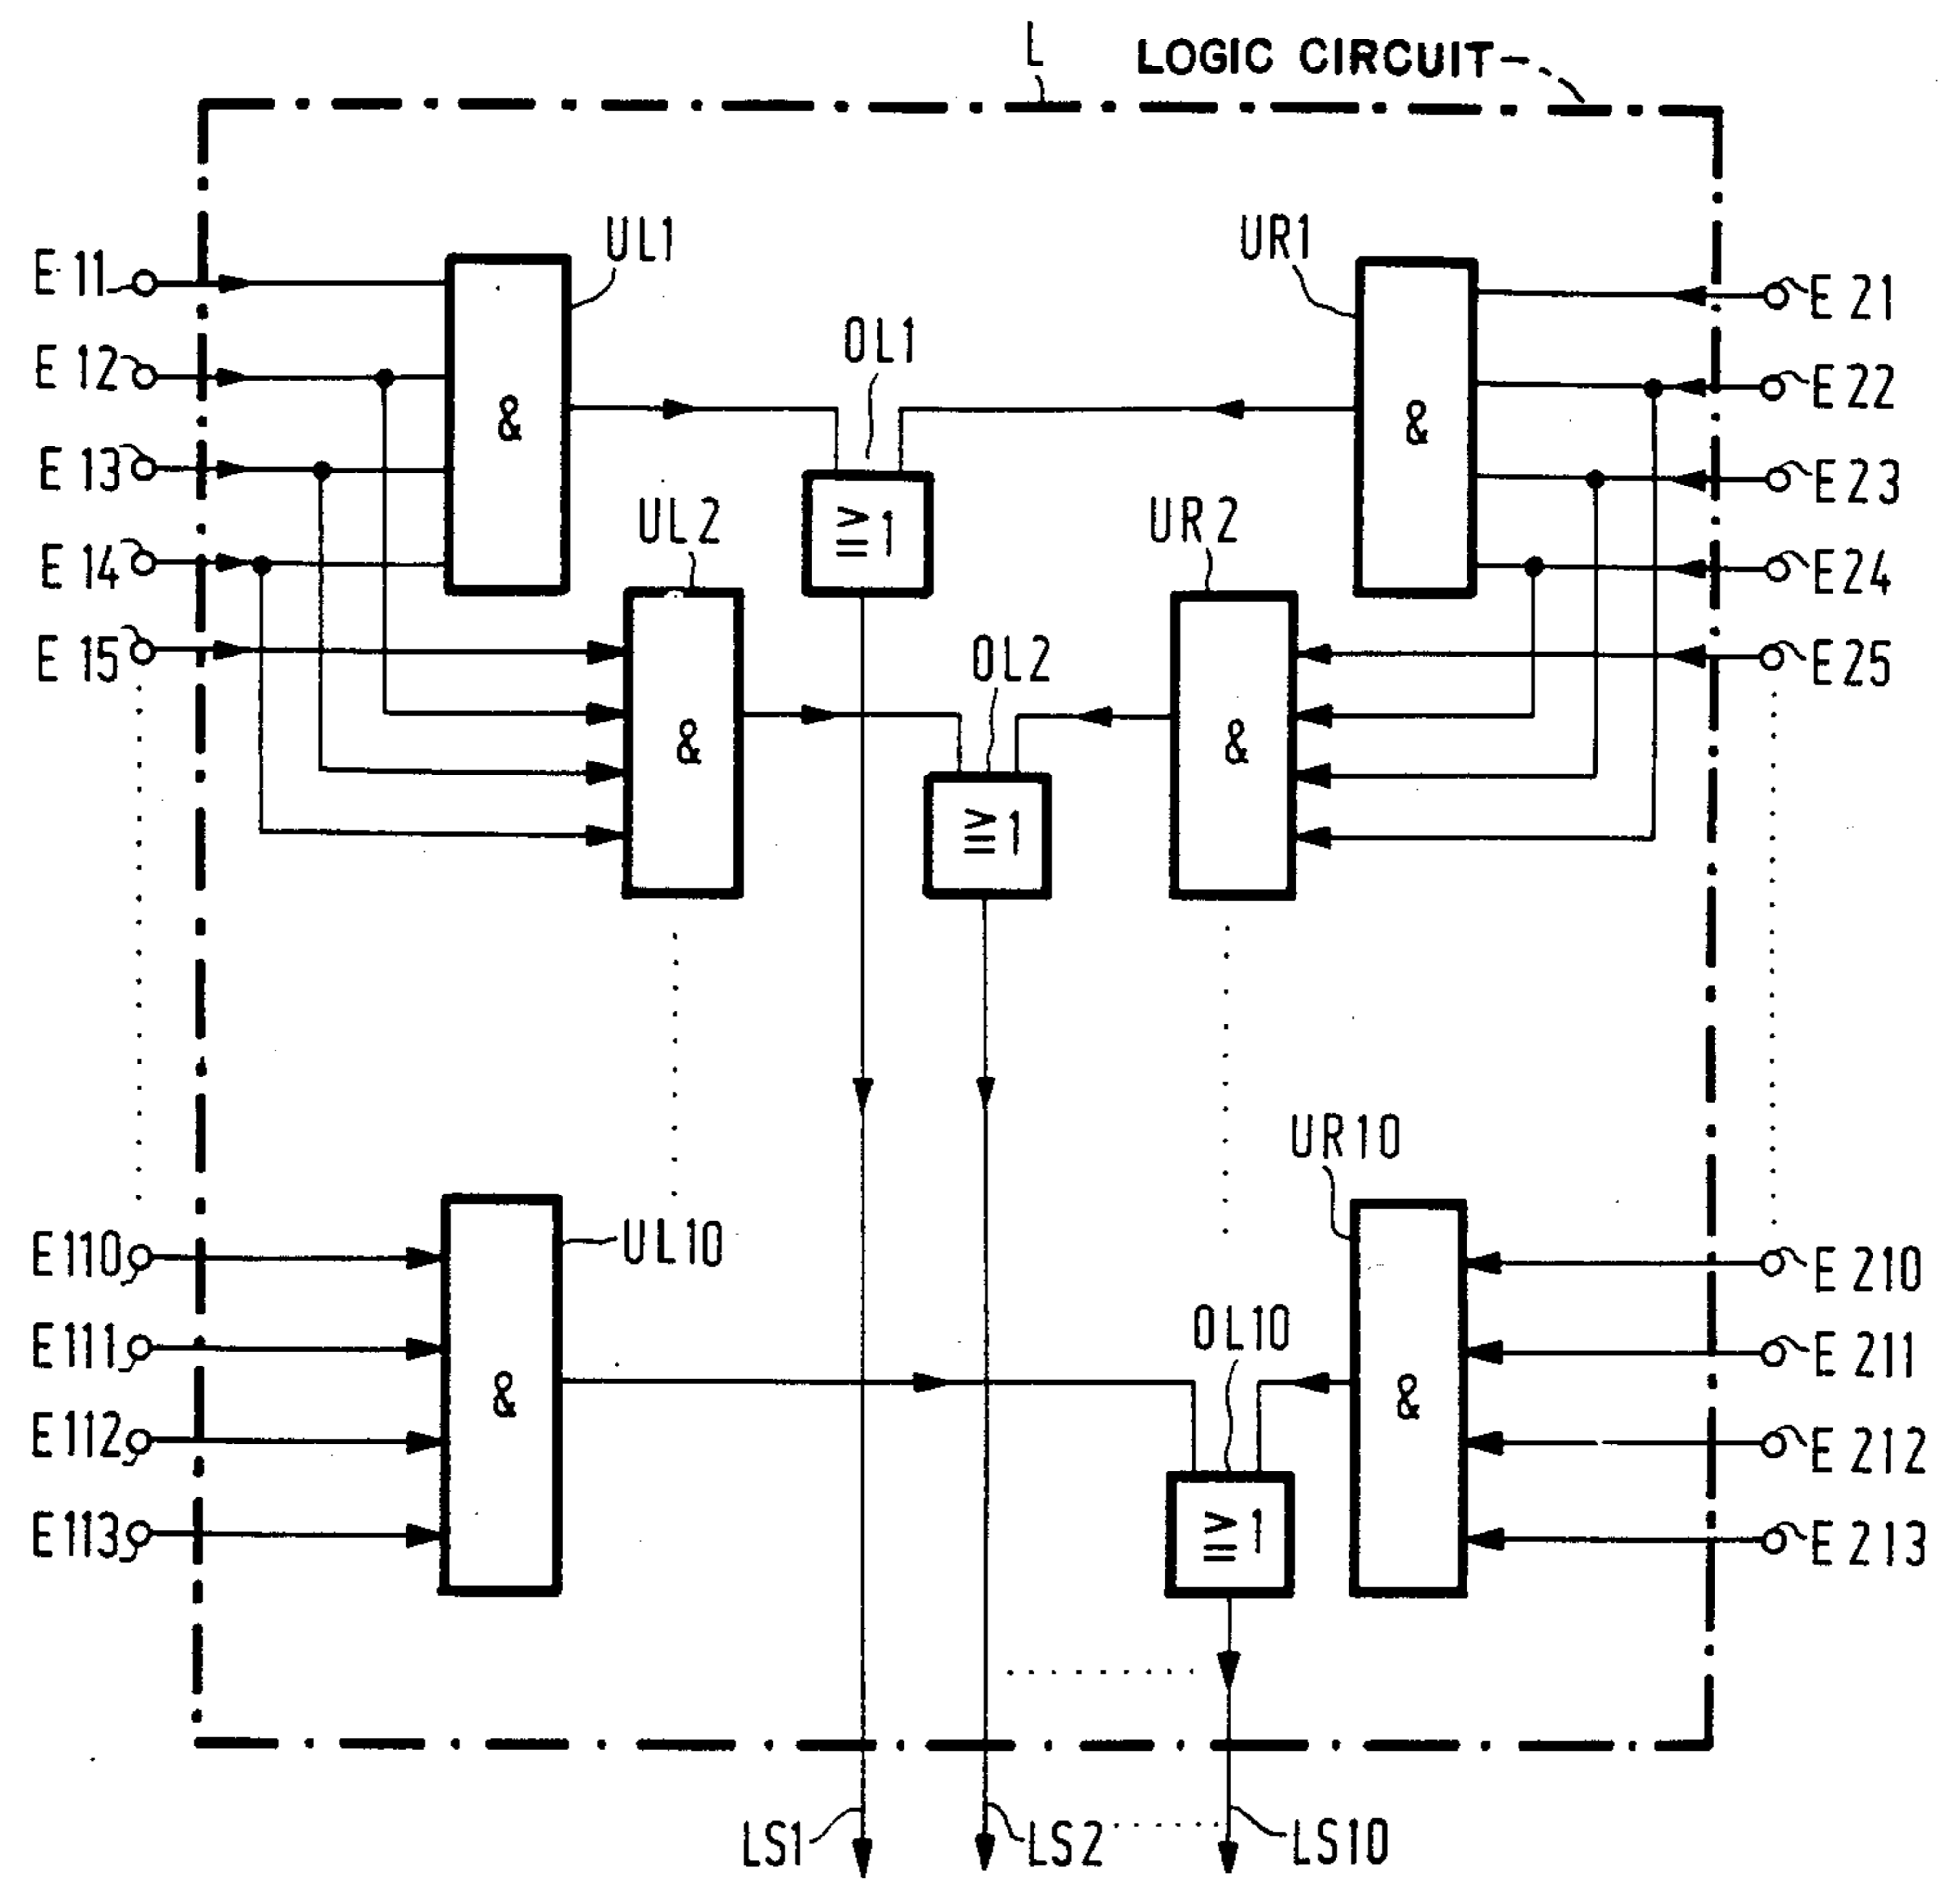 L LOGIC CIRCUIT
UL1 UR1
E 11 E 21
OL1
E 12 E 22
& &
E 13 E 23
UL2 UR2
≧1
E 14 E24
E 15 OL2 E25
& &
≧1
UR10
UL10
E110 E 210
OL10
E111 E 211
& &
E112 E 212
≧1
E113 E 213
LS1 LS2 LS10